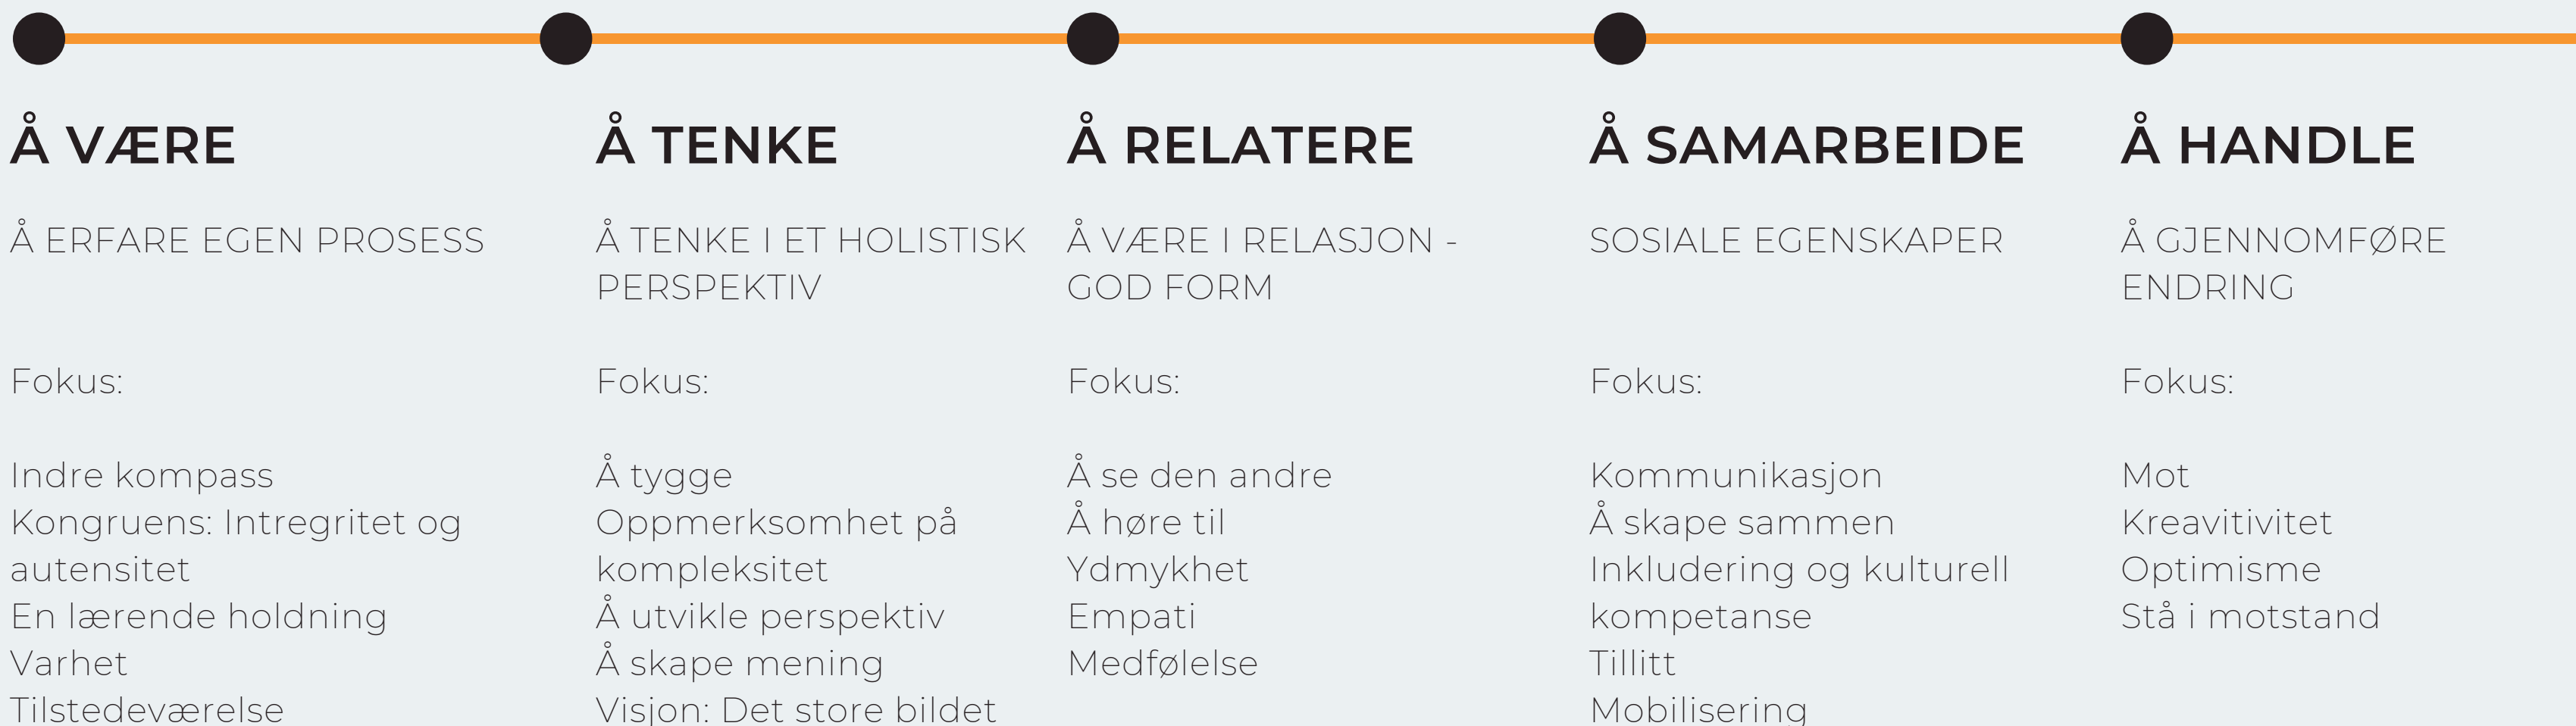 Å VÆRE
Å ERFARE EGEN PROSESS
Fokus:
Indre kompass
Kongruens: Intregritet og
autensitet
En lærende holdning
Varhet
Tilstedeværelse
Å TENKE
Å TENKE I ET HOLISTISK
PERSPEKTIV
Fokus:
Å tygge
Oppmerksomhet på
kompleksitet
Å utvikle perspektiv
Å skape mening
Visjon: Det store bildet
Å RELATERE
Å VÆRE I RELASJON -
GOD FORM
Fokus:
Å se den andre
Å høre til
Ydmykhet
Empati
Medfølelse
Å SAMARBEIDE
SOSIALE EGENSKAPER
Fokus:
Kommunikasjon
Å skape sammen
Inkludering og kulturell
kompetanse
Tillitt
Mobilisering
Å HANDLE
Å GJENNOMFØRE
ENDRING
Fokus:
Mot
Kreavitivitet
Optimisme
Stå i motstand